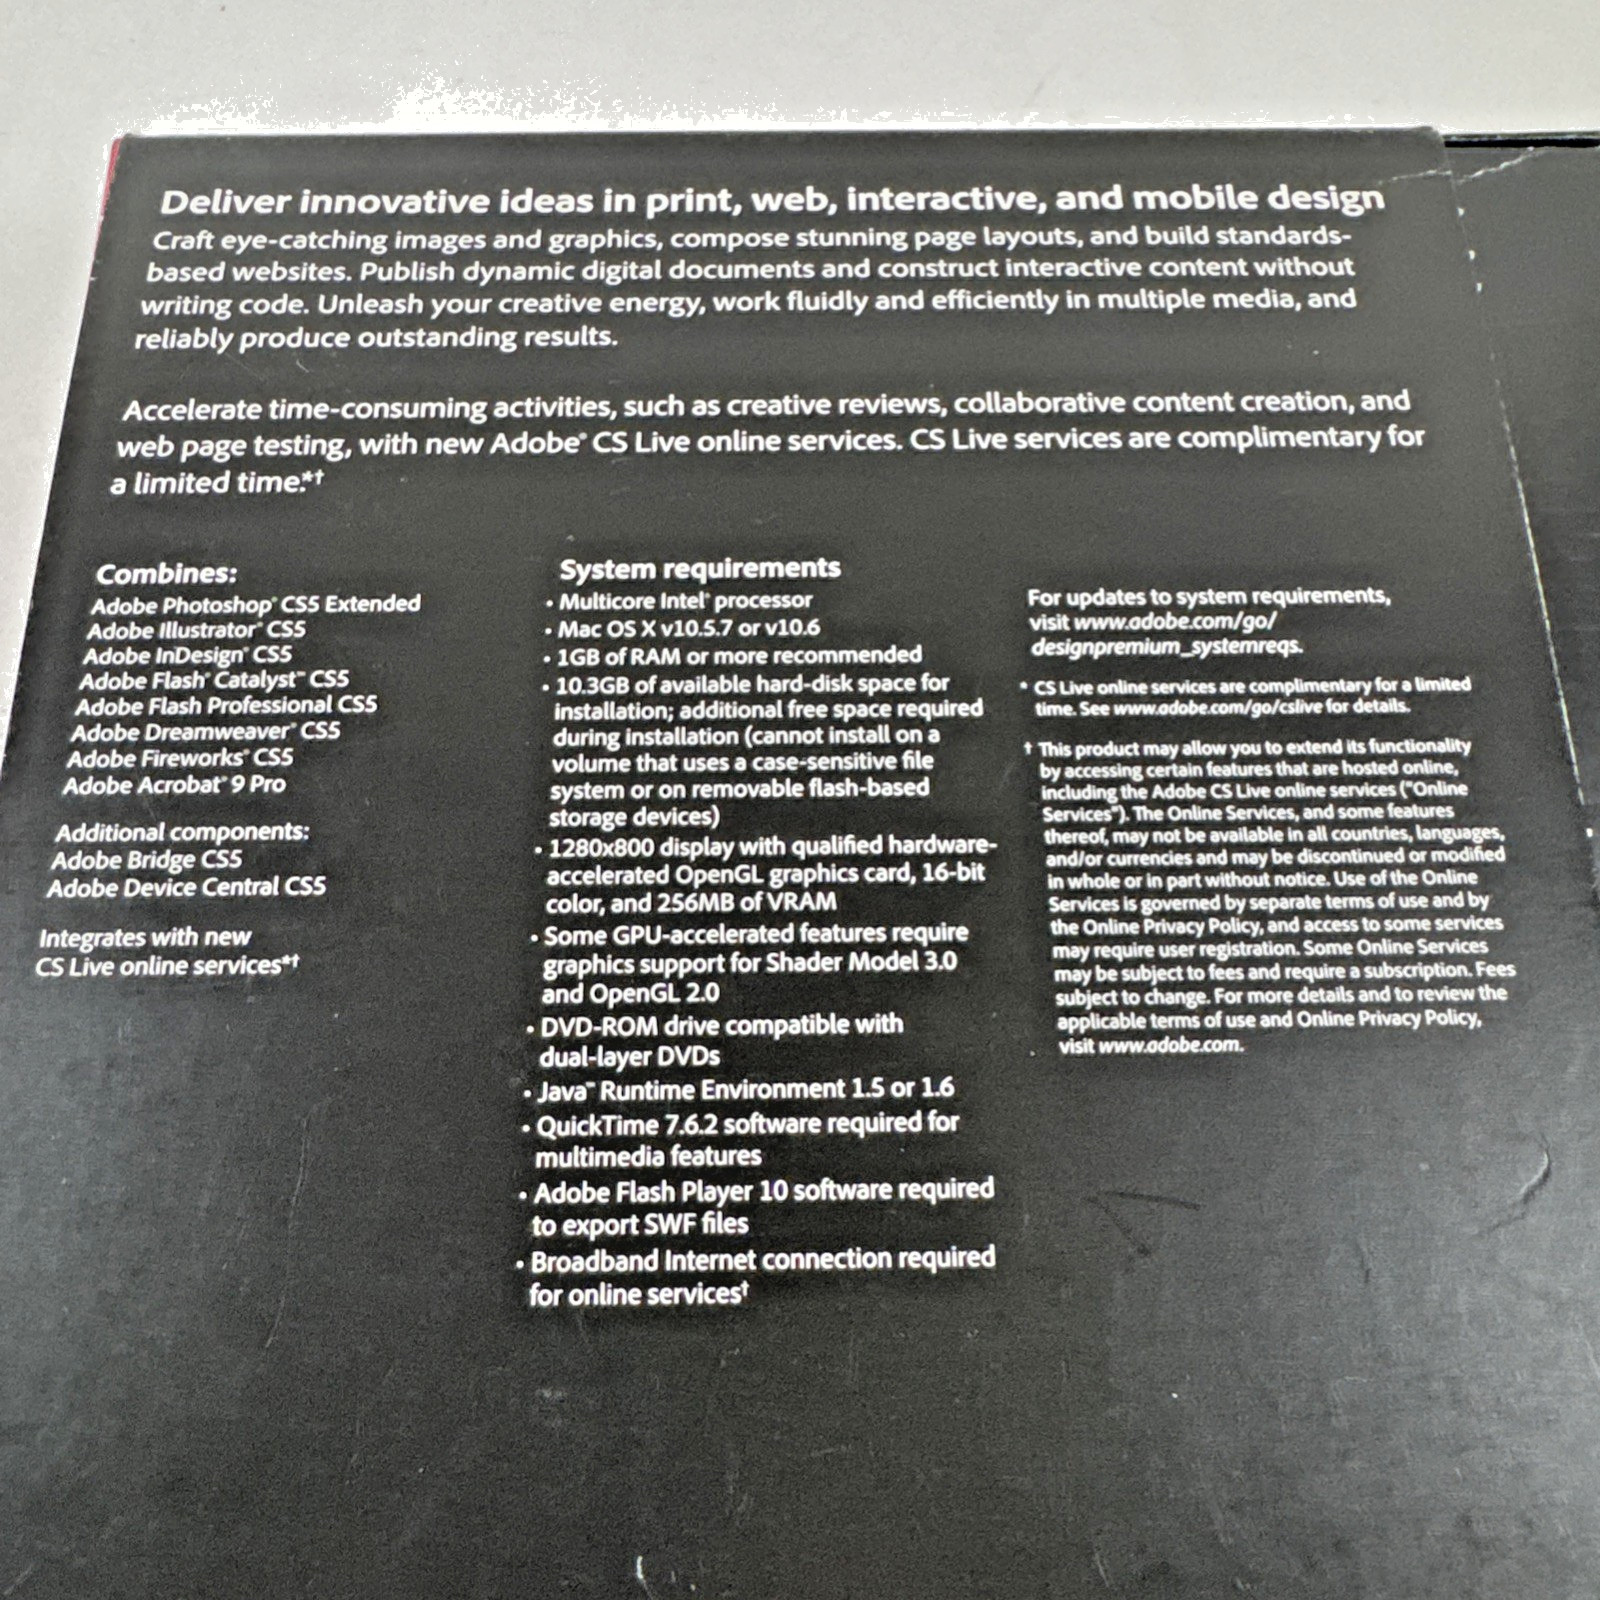 Deliver innovative ideas in print, web, interactive, and mobile design
Craft eye-catching images and graphics, compose stunning page layouts, and build standards-
based websites. Publish dynamic digital documents and construct interactive content without
writing code. Unleash your creative energy, work fluidly and efficiently in multiple media, and
reliably produce outstanding results.
Accelerate time-consuming activities, such as creative reviews, collaborative content creation, and
web page testing, with new Adobe® CS Live online services. CS Live services are complimentary for
a limited time.*†
Combines:
Adobe Photoshop® CS5 Extended
Adobe Illustrator® CS5
Adobe InDesign® CS5
Adobe Flash® Catalyst™ CS5
Adobe Flash Professional CS5
Adobe Dreamweaver® CS5
Adobe Fireworks® CS5
Adobe Acrobat® 9 Pro
Additional components:
Adobe Bridge CS5
Adobe Device Central CS5
Integrates with new
CS Live online services*†
System requirements
• Multicore Intel® processor
• Mac OS X v10.5.7 or v10.6
• 1GB of RAM or more recommended
• 10.3GB of available hard-disk space for
installation; additional free space required
during installation (cannot install on a
volume that uses a case-sensitive file
system or on removable flash-based
storage devices)
• 1280x800 display with qualified hardware-
accelerated OpenGL graphics card, 16-bit
color, and 256MB of VRAM
• Some GPU-accelerated features require
graphics support for Shader Model 3.0
and OpenGL 2.0
• DVD-ROM drive compatible with
dual-layer DVDs
• Java™ Runtime Environment 1.5 or 1.6
• QuickTime 7.6.2 software required for
multimedia features
• Adobe Flash Player 10 software required
to export SWF files
• Broadband Internet connection required
for online services†
For updates to system requirements,
visit www.adobe.com/go/
designpremium_systemreqs.
* CS Live online services are complimentary for a limited
time. See www.adobe.com/go/cslive for details.
† This product may allow you to extend its functionality
by accessing certain features that are hosted online,
including the Adobe CS Live online services ("Online
Services"). The Online Services, and some features
thereof, may not be available in all countries, languages,
and/or currencies and may be discontinued or modified
in whole or in part without notice. Use of the Online
Services is governed by separate terms of use and by
the Online Privacy Policy, and access to some services
may require user registration. Some Online Services
may be subject to fees and require a subscription. Fees
subject to change. For more details and to review the
applicable terms of use and Online Privacy Policy,
visit www.adobe.com.